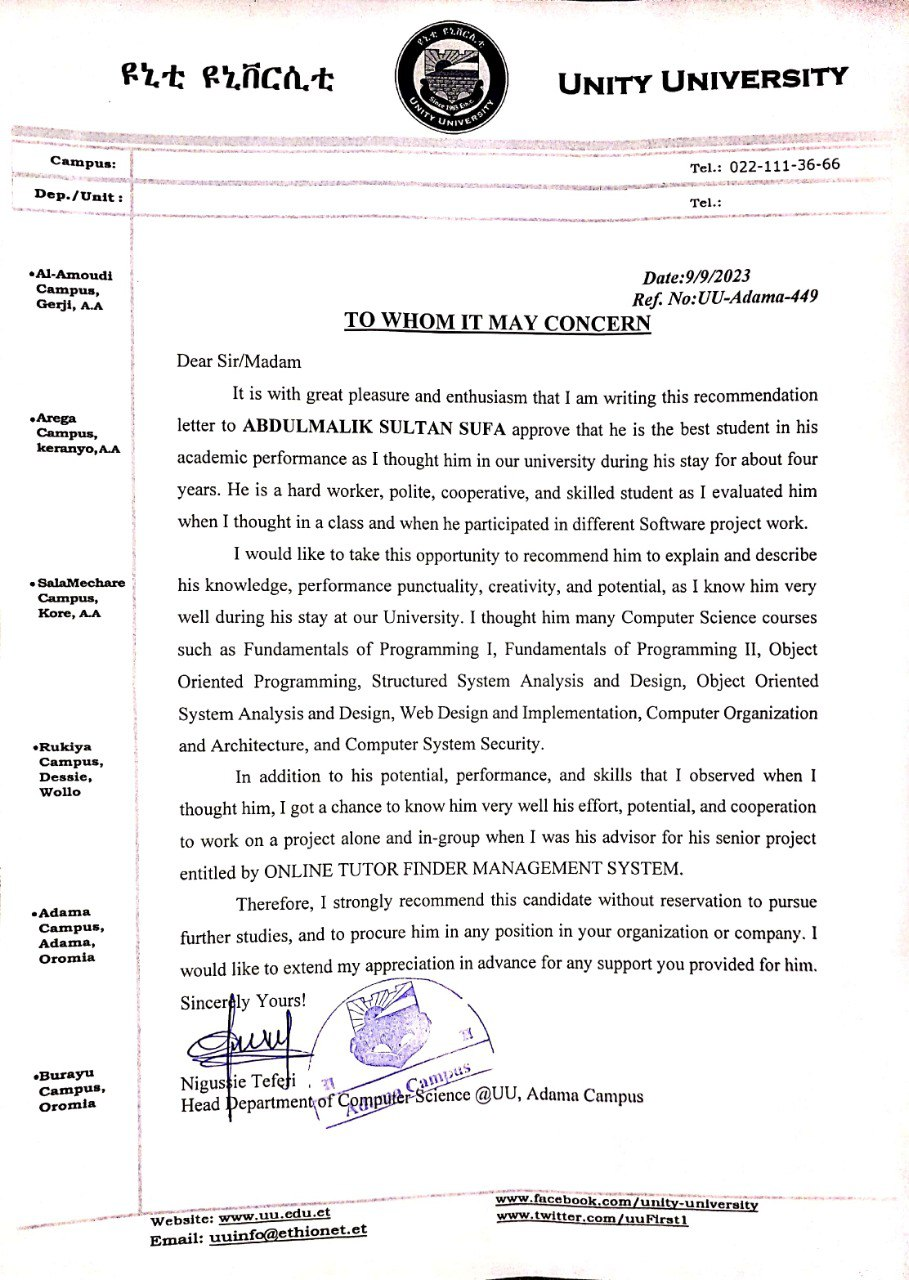 ዩኒቲ ዩኒቨርሲቲ
ዩኒቲ ዩኒቨርሲቲ
Since 1983 E.C.
UNITY UNIVERSITY
UNITY UNIVERSITY
Campus:
Tel.: 022-111-36-66
Dep./Unit :
Tel.:
•Al-Amoudi
Campus,
Gerji, A.A
•Arega
Campus,
keranyo,A.A
•SalaMechare
Campus,
Kore, A.A
•Rukiya
Campus,
Dessie,
Wollo
•Adama
Campus,
Adama,
Oromia
•Burayu
Campus,
Oromia
Date:9/9/2023
Ref. No:UU-Adama-449
TO WHOM IT MAY CONCERN
Dear Sir/Madam
It is with great pleasure and enthusiasm that I am writing this recommendation
letter to ABDULMALIK SULTAN SUFA approve that he is the best student in his
academic performance as I thought him in our university during his stay for about four
years. He is a hard worker, polite, cooperative, and skilled student as I evaluated him
when I thought in a class and when he participated in different Software project work.
I would like to take this opportunity to recommend him to explain and describe
his knowledge, performance punctuality, creativity, and potential, as I know him very
well during his stay at our University. I thought him many Computer Science courses
such as Fundamentals of Programming I, Fundamentals of Programming II, Object
Oriented Programming, Structured System Analysis and Design, Object Oriented
System Analysis and Design, Web Design and Implementation, Computer Organization
and Architecture, and Computer System Security.
In addition to his potential, performance, and skills that I observed when I
thought him, I got a chance to know him very well his effort, potential, and cooperation
to work on a project alone and in-group when I was his advisor for his senior project
entitled by ONLINE TUTOR FINDER MANAGEMENT SYSTEM.
Therefore, I strongly recommend this candidate without reservation to pursue
further studies, and to procure him in any position in your organization or company. I
would like to extend my appreciation in advance for any support you provided for him.
Sincerely Yours!
Nigussie Teferi
Adama Campus
Head Department of Computer Science @UU, Adama Campus
Website: www.uu.edu.et
Email: uuinfo@ethionet.et
www.facebook.com/unity-university
www.twitter.com/uuFirst1